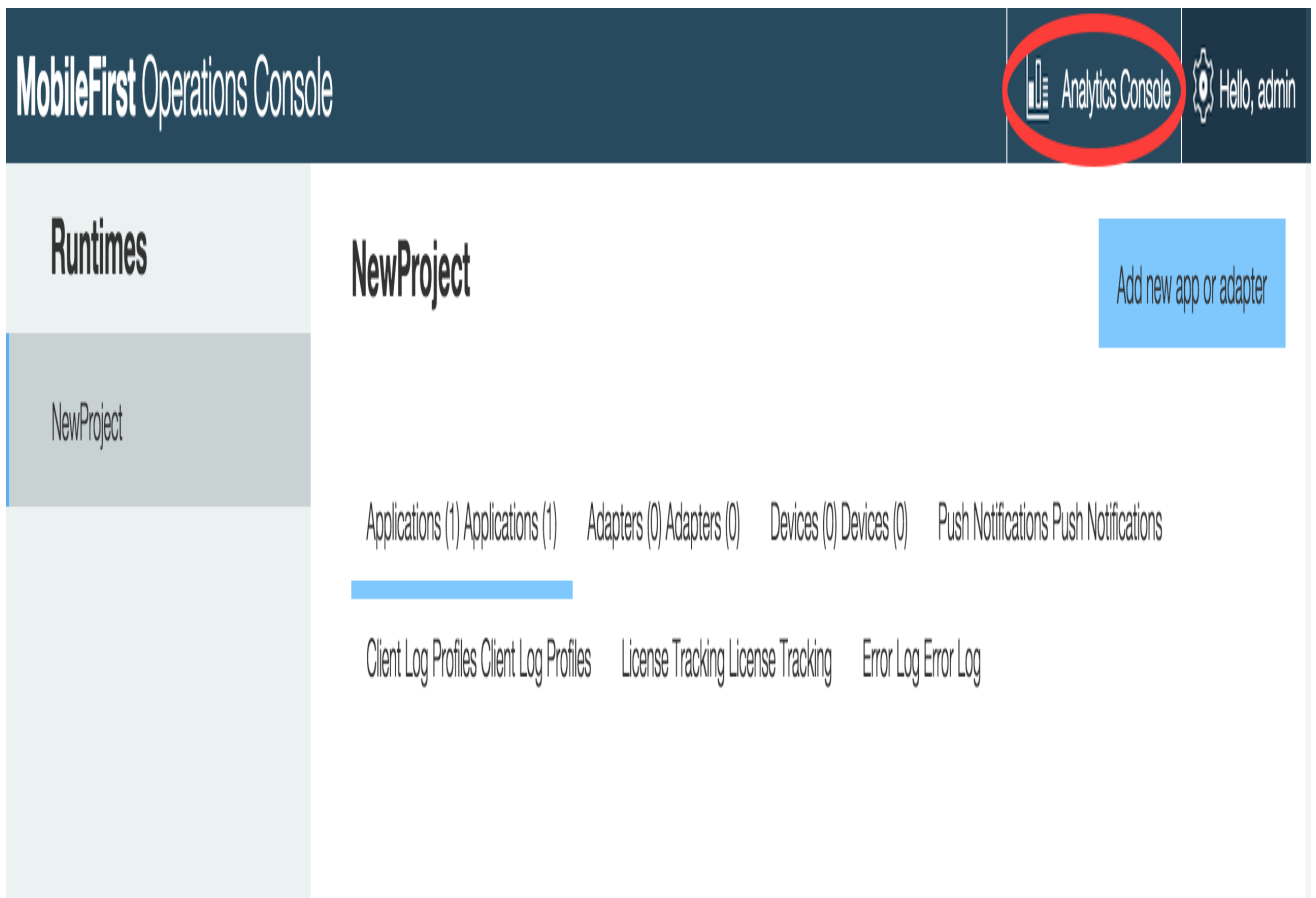 MobileFirst Operations Console
Analytics Console
Hello, admin
Runtimes
NewProject
NewProject
Add new app or adapter
Applications (1) Applications (1) Adapters (0) Adapters (0) Devices (0) Devices (0) Push Notifications Push Notifications
Client Log Profiles Client Log Profiles License Tracking License Tracking Error Log Error Log